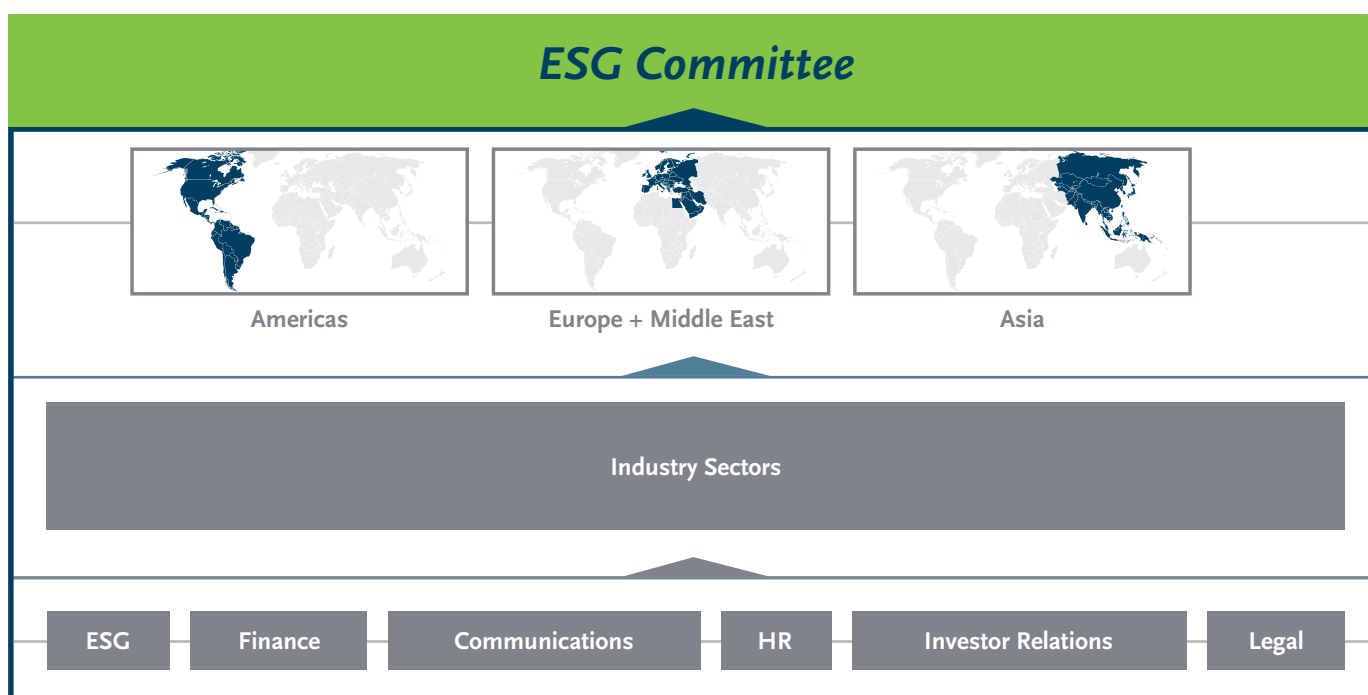 ESG Committee
Americas
Europe + Middle East
Asia
Industry Sectors
ESG
Finance
Communications
HR
Investor Relations
Legal